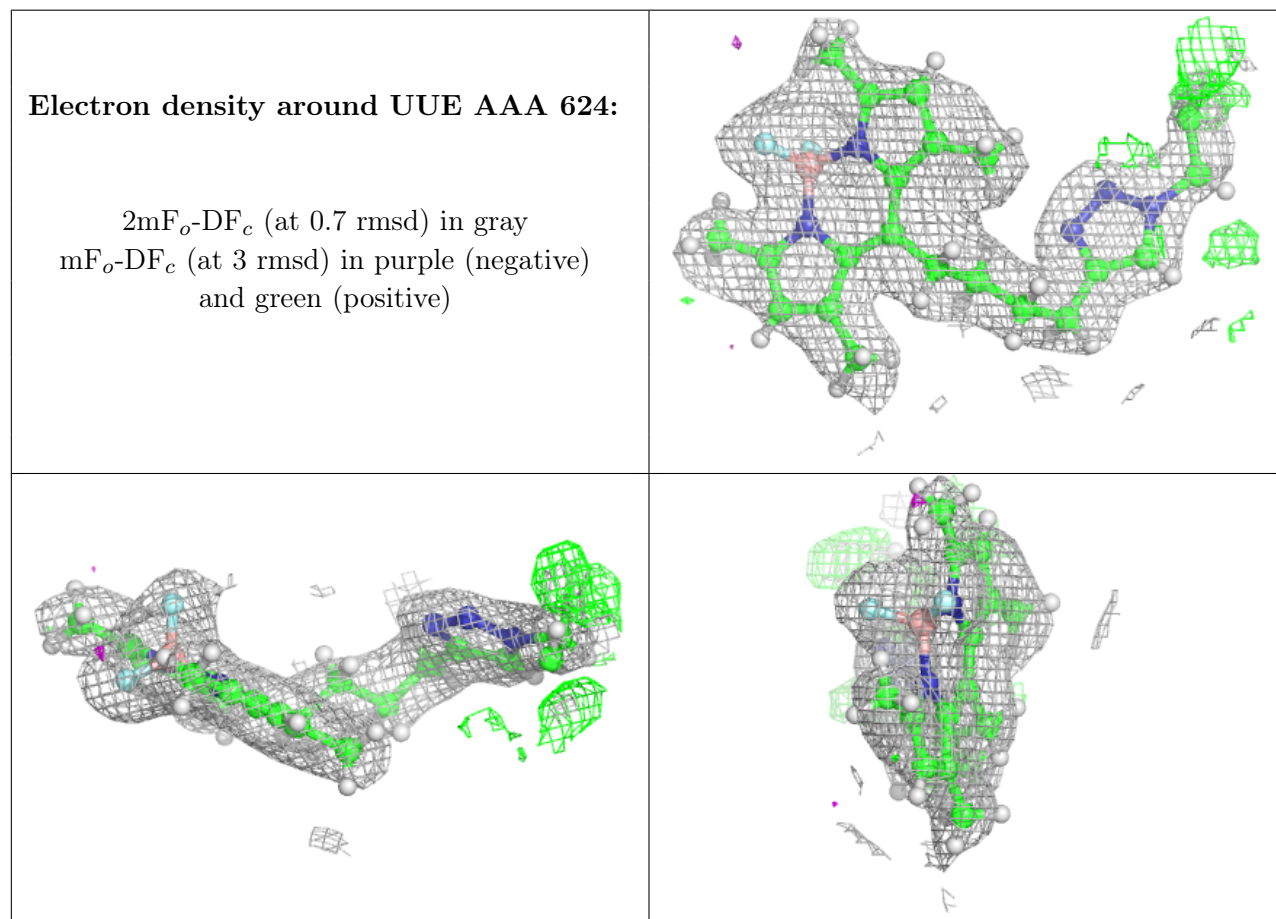 Electron density around UUE AAA 624:
2mFo-DFc (at 0.7 rmsd) in gray
mFo-DFc (at 3 rmsd) in purple (negative)
and green (positive)